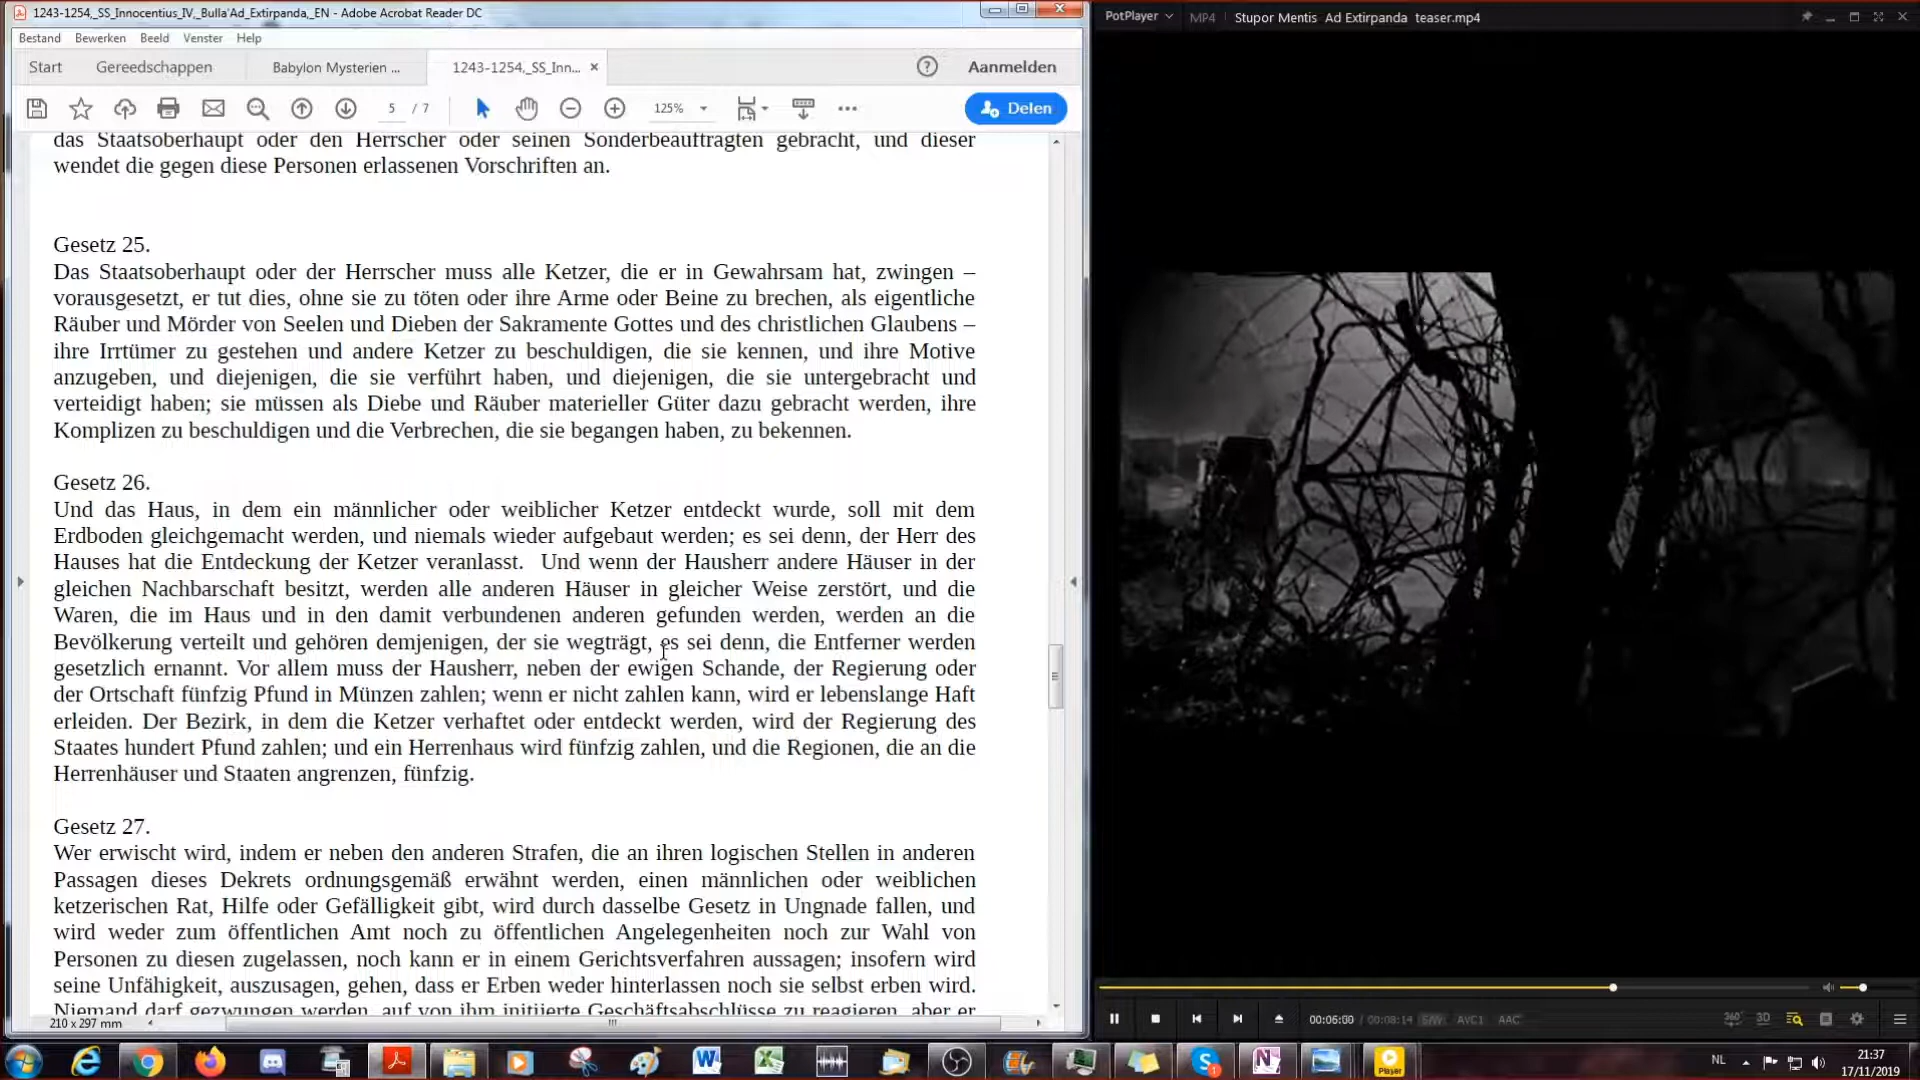 1243-1254,_SS_Innocentius_IV,_Bulla'Ad_Extirpanda,_EN - Adobe Acrobat Reader DC
Bestand Bewerken Beeld Venster Help
Start Gereedschappen Babylon Mysterien ... 1243-1254,_SS_Inn... × Aanmelden
5 / 7 125% Delen
das Staatsoberhaupt oder den Herrscher oder seinen Sonderbeauftragten gebracht, und dieser
wendet die gegen diese Personen erlassenen Vorschriften an.
Gesetz 25.
Das Staatsoberhaupt oder der Herrscher muss alle Ketzer, die er in Gewahrsam hat, zwingen –
vorausgesetzt, er tut dies, ohne sie zu töten oder ihre Arme oder Beine zu brechen, als eigentliche
Räuber und Mörder von Seelen und Dieben der Sakramente Gottes und des christlichen Glaubens –
ihre Irrtümer zu gestehen und andere Ketzer zu beschuldigen, die sie kennen, und ihre Motive
anzugeben, und diejenigen, die sie verführt haben, und diejenigen, die sie untergebracht und
verteidigt haben; sie müssen als Diebe und Räuber materieller Güter dazu gebracht werden, ihre
Komplizen zu beschuldigen und die Verbrechen, die sie begangen haben, zu bekennen.
Gesetz 26.
Und das Haus, in dem ein männlicher oder weiblicher Ketzer entdeckt wurde, soll mit dem
Erdboden gleichgemacht werden, und niemals wieder aufgebaut werden; es sei denn, der Herr des
Hauses hat die Entdeckung der Ketzer veranlasst. Und wenn der Hausherr andere Häuser in der
gleichen Nachbarschaft besitzt, werden alle anderen Häuser in gleicher Weise zerstört, und die
Waren, die im Haus und in den damit verbundenen anderen gefunden werden, werden an die
Bevölkerung verteilt und gehören demjenigen, der sie wegträgt, es sei denn, die Entferner werden
gesetzlich ernannt. Vor allem muss der Hausherr, neben der ewigen Schande, der Regierung oder
der Ortschaft fünfzig Pfund in Münzen zahlen; wenn er nicht zahlen kann, wird er lebenslange Haft
erleiden. Der Bezirk, in dem die Ketzer verhaftet oder entdeckt werden, wird der Regierung des
Staates hundert Pfund zahlen; und ein Herrenhaus wird fünfzig zahlen, und die Regionen, die an die
Herrenhäuser und Staaten angrenzen, fünfzig.
Gesetz 27.
Wer erwischt wird, indem er neben den anderen Strafen, die an ihren logischen Stellen in anderen
Passagen dieses Dekrets ordnungsgemäß erwähnt werden, einen männlichen oder weiblichen
ketzerischen Rat, Hilfe oder Gefälligkeit gibt, wird durch dasselbe Gesetz in Ungnade fallen, und
wird weder zum öffentlichen Amt noch zu öffentlichen Angelegenheiten noch zur Wahl von
Personen zu diesen zugelassen, noch kann er in einem Gerichtsverfahren aussagen; insofern wird
seine Unfähigkeit, auszusagen, gehen, dass er Erben weder hinterlassen noch sie selbst erben wird.
Niemand darf gezwungen werden, auf von ihm initiierte Geschäftsabschlüsse zu reagieren, aber er
210 x 297 mm
PotPlayer MP4 Stupor Mentis Ad Extirpanda teaser.mp4
00:06:00 / 00:08:14 S/W AVC1 AAC 360° 3D
Player
NL 21:37
17/11/2019